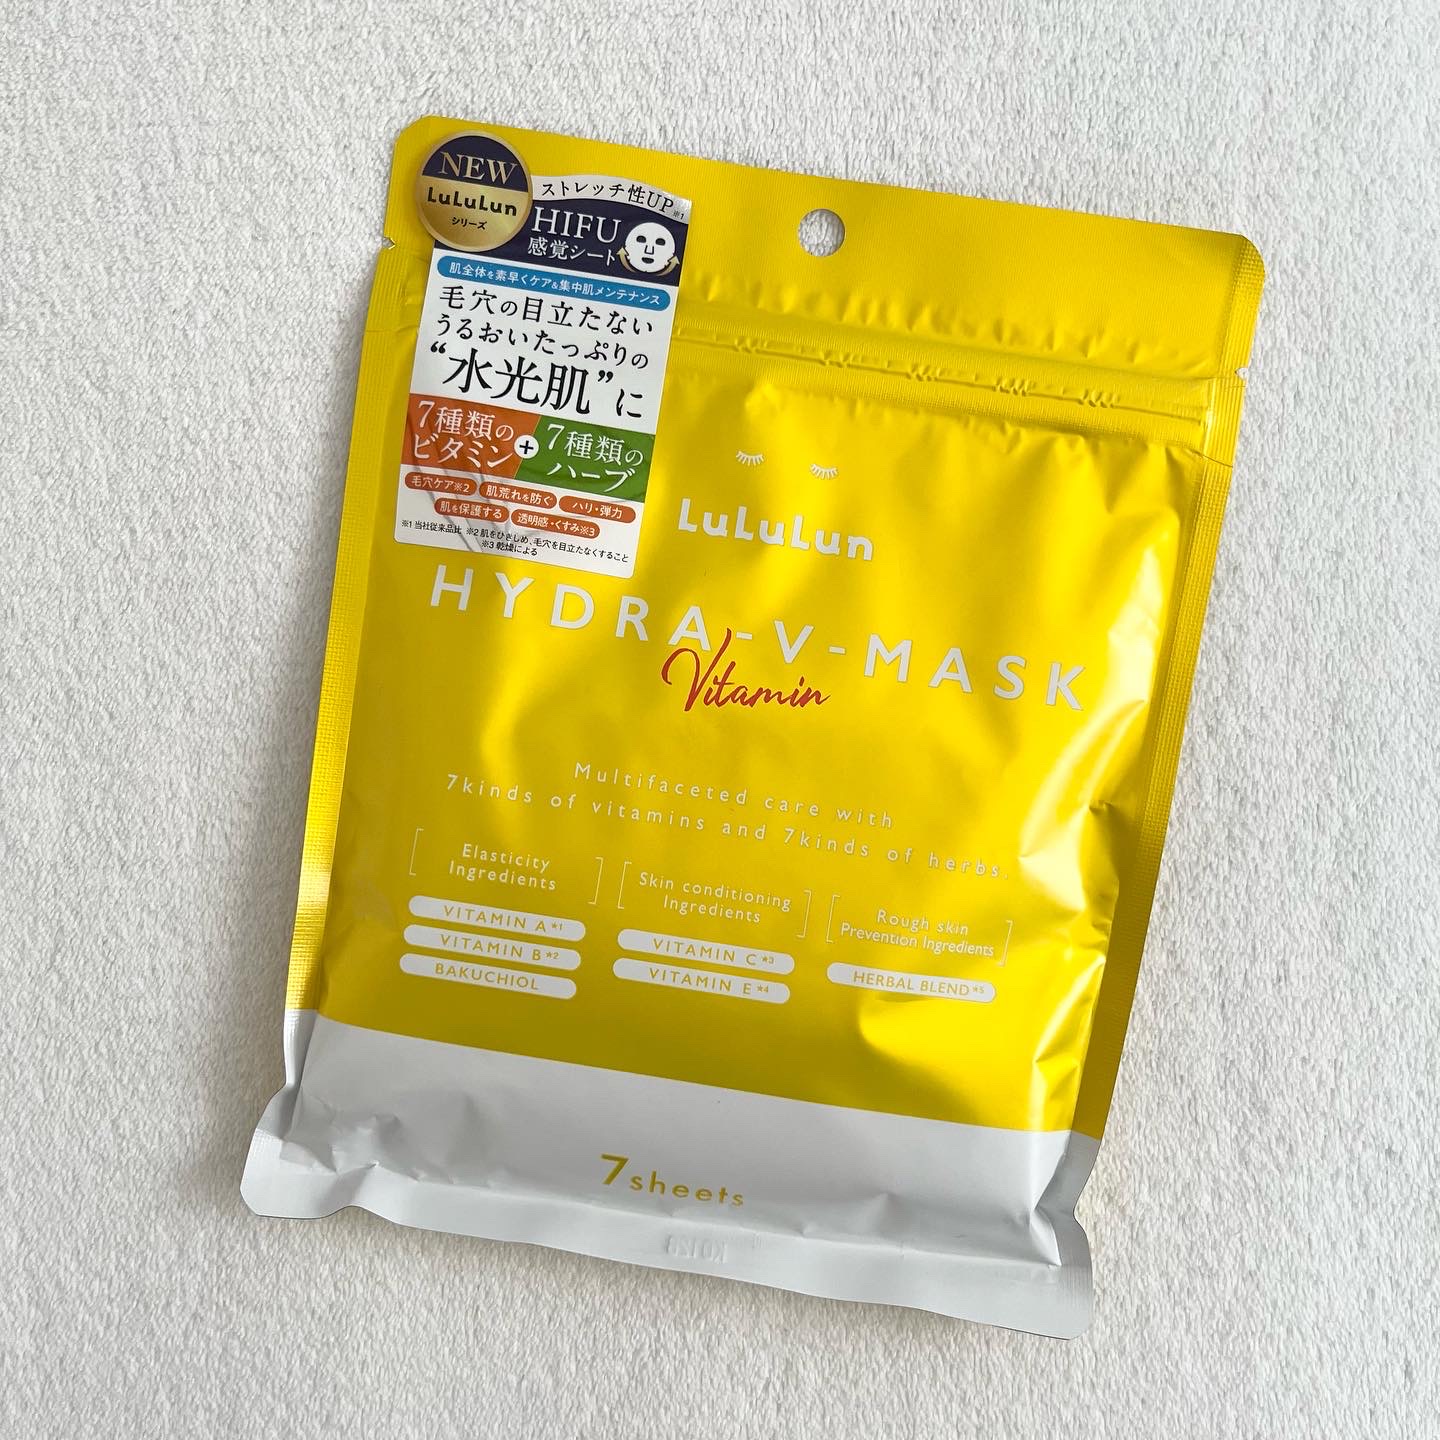 NEW
LuLuLun
シリーズ
ストレッチ性UP※1
HIFU
感覚シート
肌全体を素早くケア&集中肌メンテナンス
毛穴の目立たない
うるおいたっぷりの
“水光肌”に
7種類の
ビタミン
+
7種類の
ハーブ
毛穴ケア※2
肌荒れを防ぐ
ハリ・弾力
肌を保護する
透明感・くすみ※3
※1 当社従来品比 ※2 肌をひきしめ、毛穴を目立たなくすること
※3 乾燥による
LuLuLun
HYDRA-V-MASK
Vitamin
Multifaceted care with
7kinds of vitamins and 7kinds of herbs.
Elasticity
Ingredients
VITAMIN A*1
VITAMIN B*2
BAKUCHIOL
Skin conditioning
Ingredients
VITAMIN C*3
VITAMIN E*4
Rough skin
Prevention Ingredients
HERBAL BLEND*5
7sheets